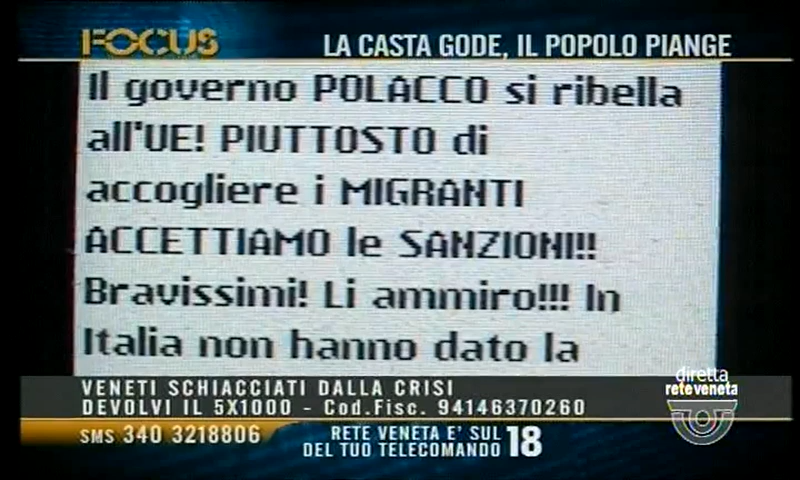 FOCUS
LA CASTA GODE, IL POPOLO PIANGE
Il governo POLACCO si ribella
all'UE! PIUTTOSTO di
accogliere i MIGRANTI
ACCETTIAMO le SANZIONI!!
Bravissimi! Li ammiro!!! In
Italia non hanno dato la
diretta
reteveneta
VENETI SCHIACCIATI DALLA CRISI
DEVOLVI IL 5X1000 - Cod.Fisc. 94146370260
SMS 340 3218806
RETE VENETA E' SUL
DEL TUO TELECOMANDO 18